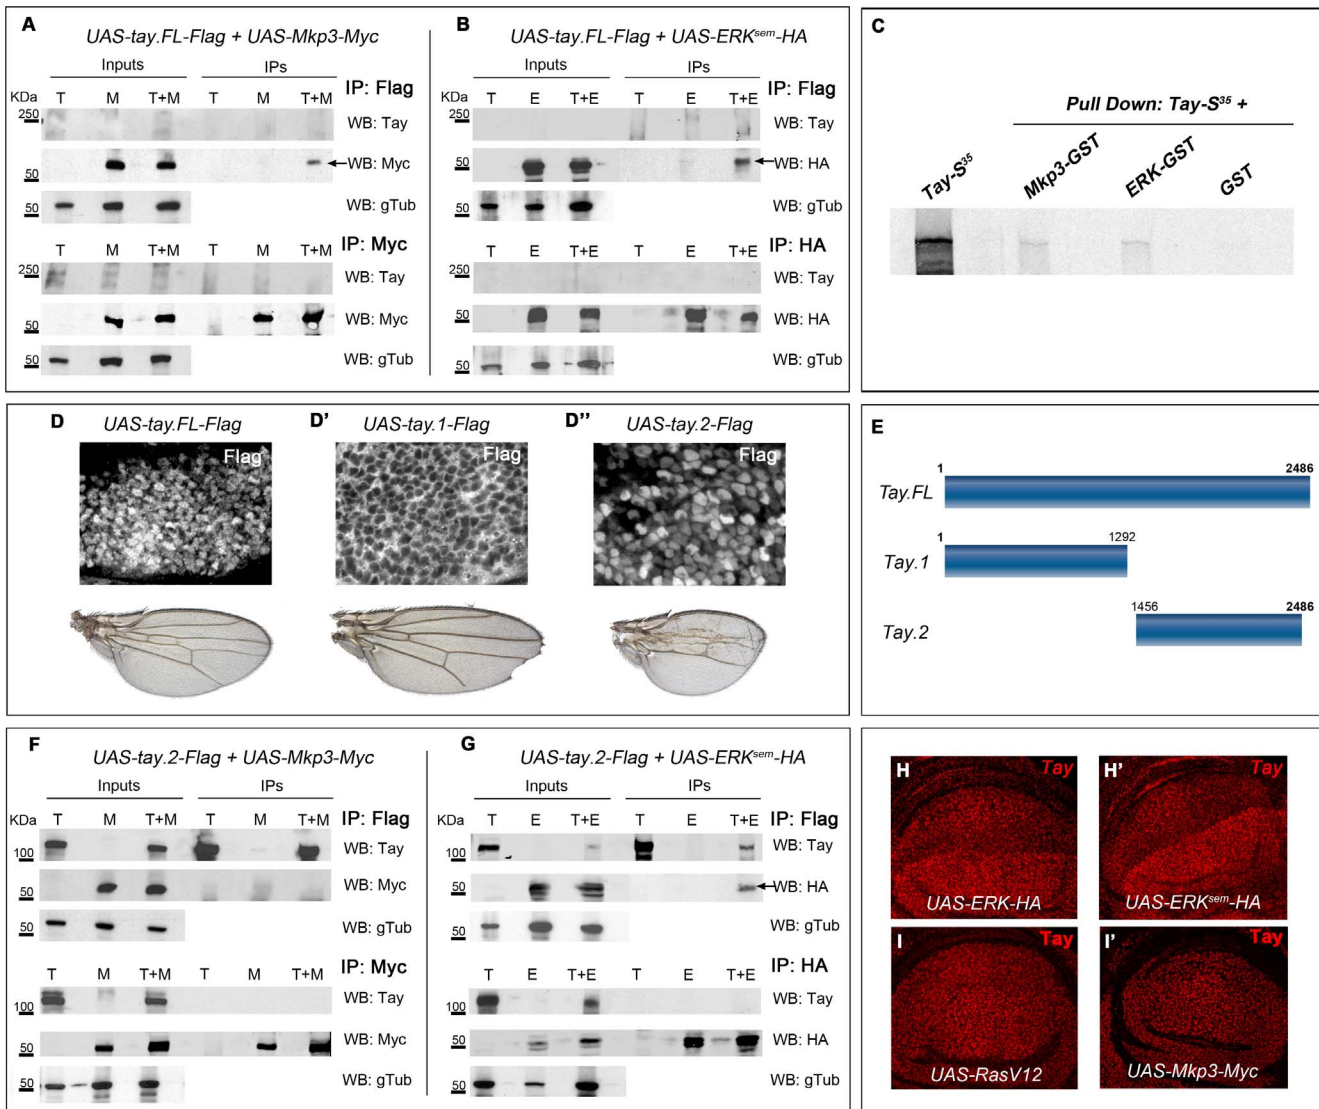 A
UAS-tay.FL-Flag + UAS-Mkp3-Myc
Inputs IPs
KDa T M T+M T M T+M IP: Flag
250 WB: Tay
50 WB: Myc
50 WB: gTub
T M T+M T M T+M IP: Myc
250 WB: Tay
50 WB: Myc
50 WB: gTub
B
UAS-tay.FL-Flag + UAS-ERKsem-HA
Inputs IPs
KDa T E T+E T E T+E IP: Flag
250 WB: Tay
50 WB: HA
50 WB: gTub
T E T+E T E T+E IP: HA
250 WB: Tay
50 WB: HA
50 WB: gTub
C
Pull Down: Tay-S35 +
Tay-S35 Mkp3-GST ERK-GST GST
D UAS-tay.FL-Flag
Flag
D' UAS-tay.1-Flag
Flag
D'' UAS-tay.2-Flag
Flag
E
1 2486
Tay.FL
1 1292
Tay.1
1456 2486
Tay.2
F
UAS-tay.2-Flag + UAS-Mkp3-Myc
Inputs IPs
KDa T M T+M T M T+M IP: Flag
100 WB: Tay
50 WB: Myc
50 WB: gTub
T M T+M T M T+M IP: Myc
100 WB: Tay
50 WB: Myc
50 WB: gTub
G
UAS-tay.2-Flag + UAS-ERKsem-HA
Inputs IPs
KDa T E T+E T E T+E IP: Flag
100 WB: Tay
50 WB: HA
50 WB: gTub
T E T+E T E T+E IP: HA
100 WB: Tay
50 WB: HA
50 WB: gTub
H Tay
UAS-ERK-HA
H' Tay
UAS-ERKsem-HA
I Tay
UAS-RasV12
I' Tay
UAS-Mkp3-Myc